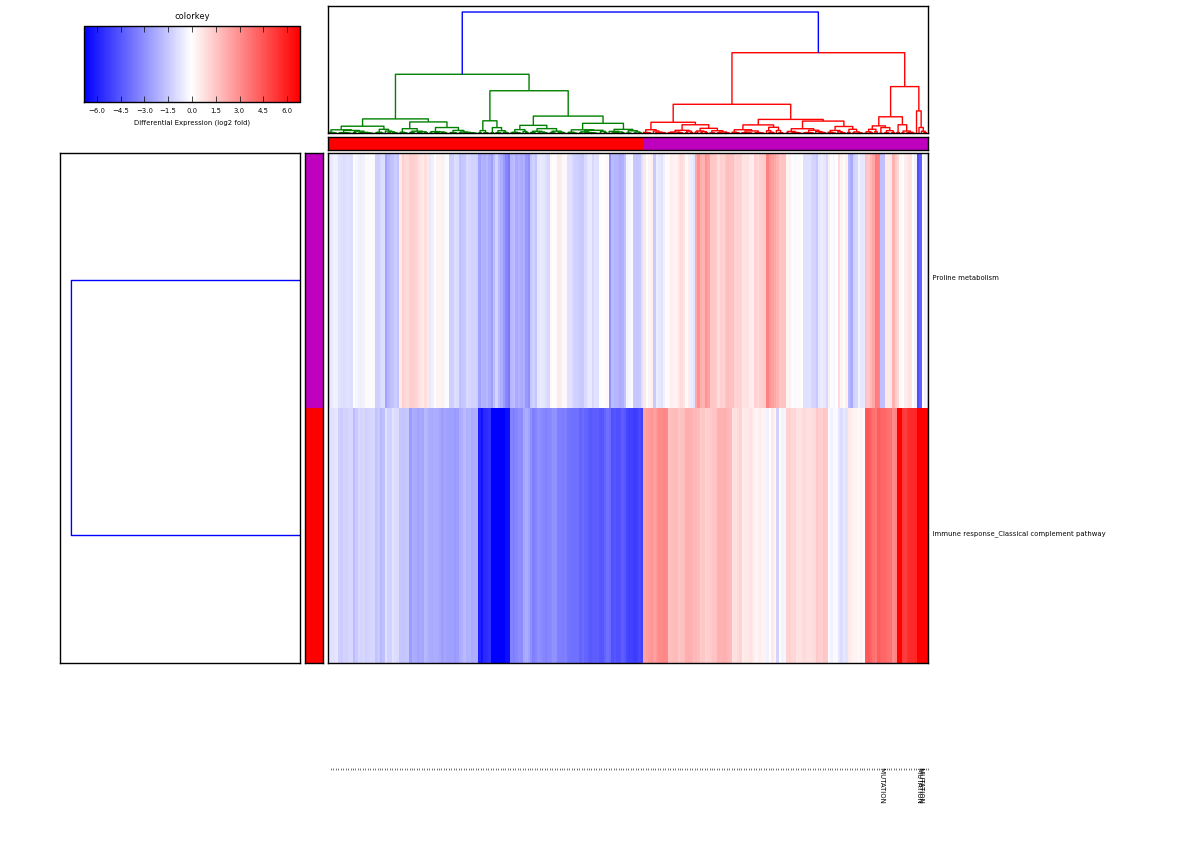 colorkey
−6.0 −4.5 −3.0 −1.5 0.0 1.5 3.0 4.5 6.0
Differential Expression (log2 fold)
Proline metabolism
Immune response_Classical complement pathway
MUTATION
MUTATION